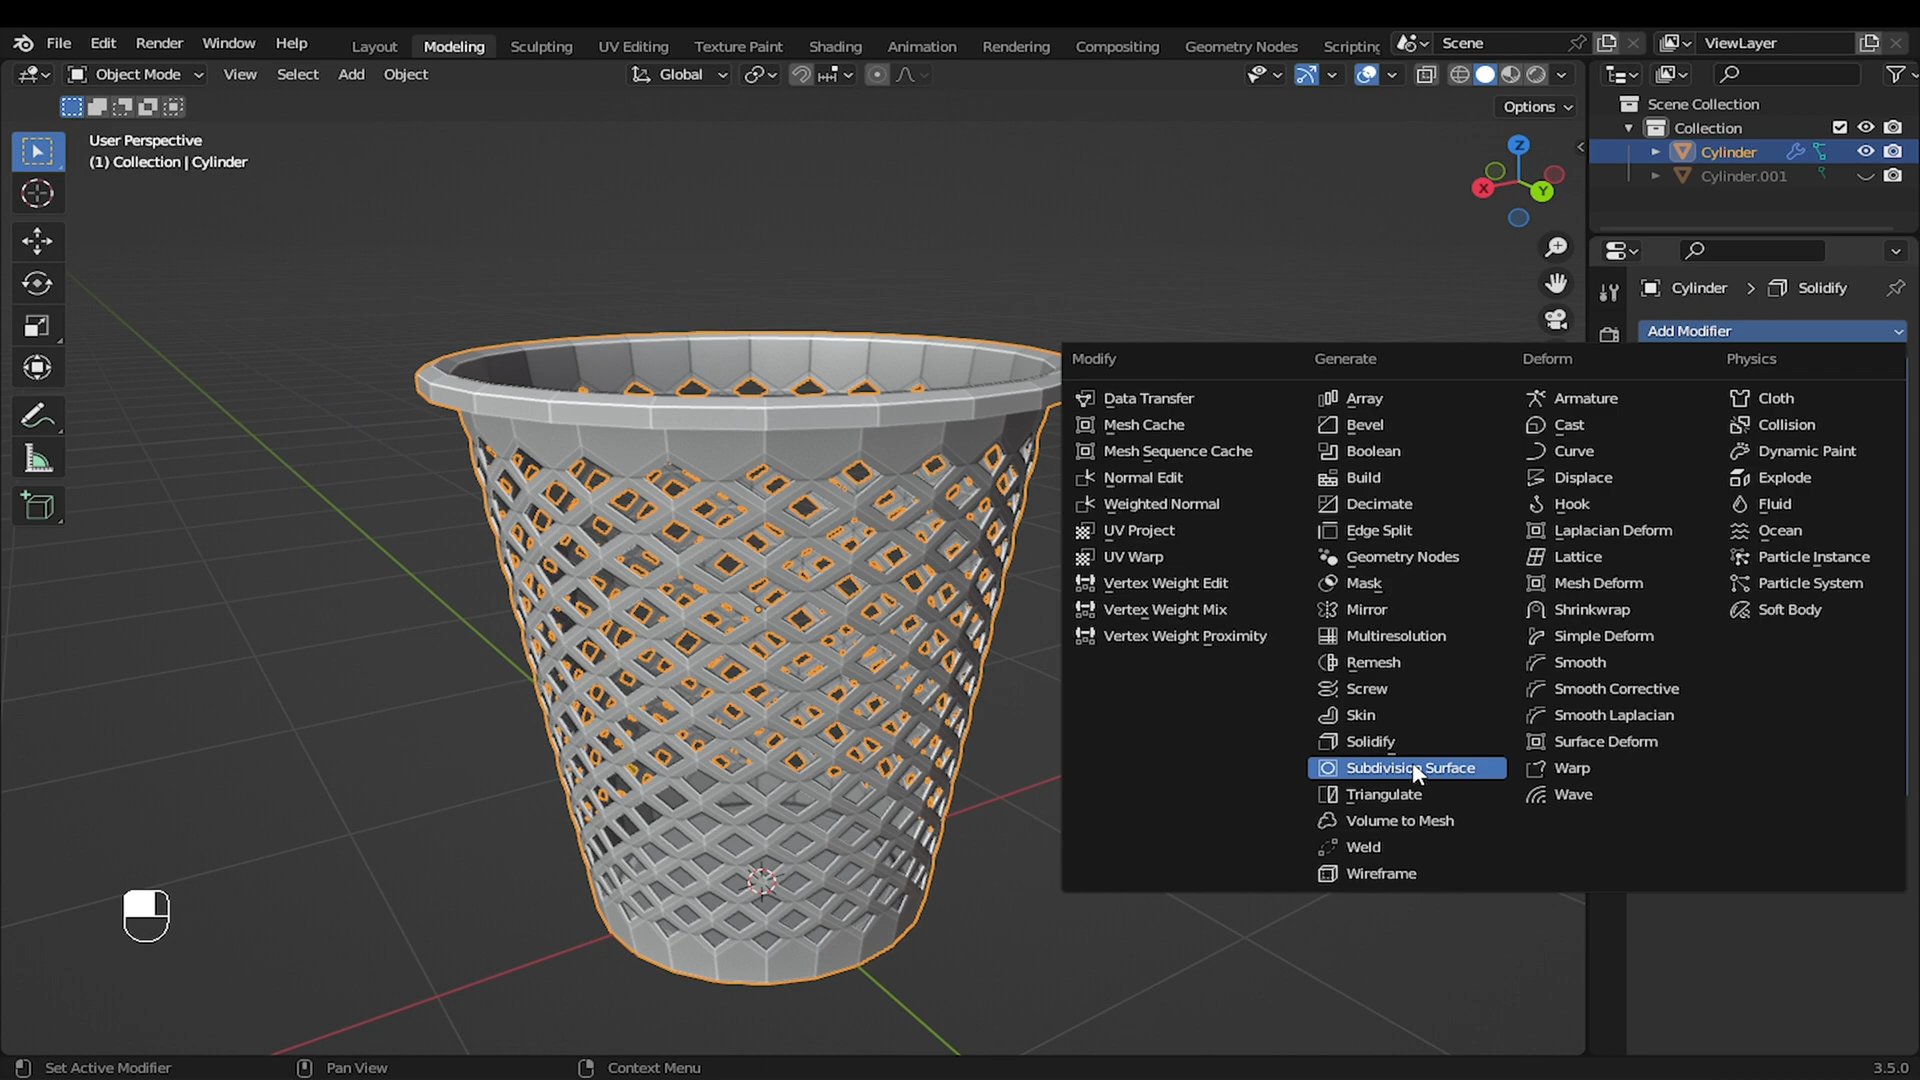 File Edit Render Window Help Layout Modeling Sculpting UV Editing Texture Paint Shading Animation Rendering Compositing Geometry Nodes Scripting Scene ViewLayer
Object Mode View Select Add Object Global
Options
User Perspective
(1) Collection | Cylinder
Z
X
Y
Scene Collection
Collection
Cylinder
Cylinder.001
Cylinder > Solidify
Add Modifier
Modify
Data Transfer
Mesh Cache
Mesh Sequence Cache
Normal Edit
Weighted Normal
UV Project
UV Warp
Vertex Weight Edit
Vertex Weight Mix
Vertex Weight Proximity
Generate
Array
Bevel
Boolean
Build
Decimate
Edge Split
Geometry Nodes
Mask
Mirror
Multiresolution
Remesh
Screw
Skin
Solidify
Subdivision Surface
Triangulate
Volume to Mesh
Weld
Wireframe
Deform
Armature
Cast
Curve
Displace
Hook
Laplacian Deform
Lattice
Mesh Deform
Shrinkwrap
Simple Deform
Smooth
Smooth Corrective
Smooth Laplacian
Surface Deform
Warp
Wave
Physics
Cloth
Collision
Dynamic Paint
Explode
Fluid
Ocean
Particle Instance
Particle System
Soft Body
Set Active Modifier Pan View Context Menu 3.5.0